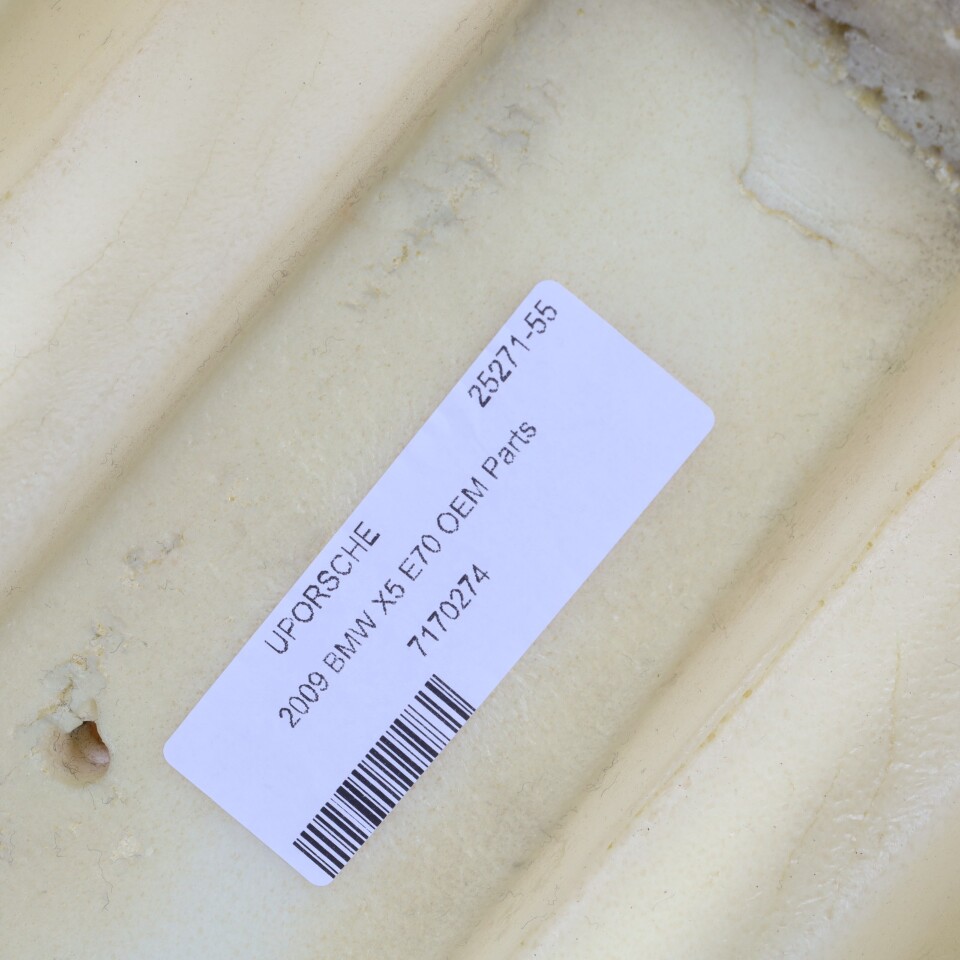 UPORSCHE 25271-55
2009 BMW X5 E70 OEM Parts
7170274